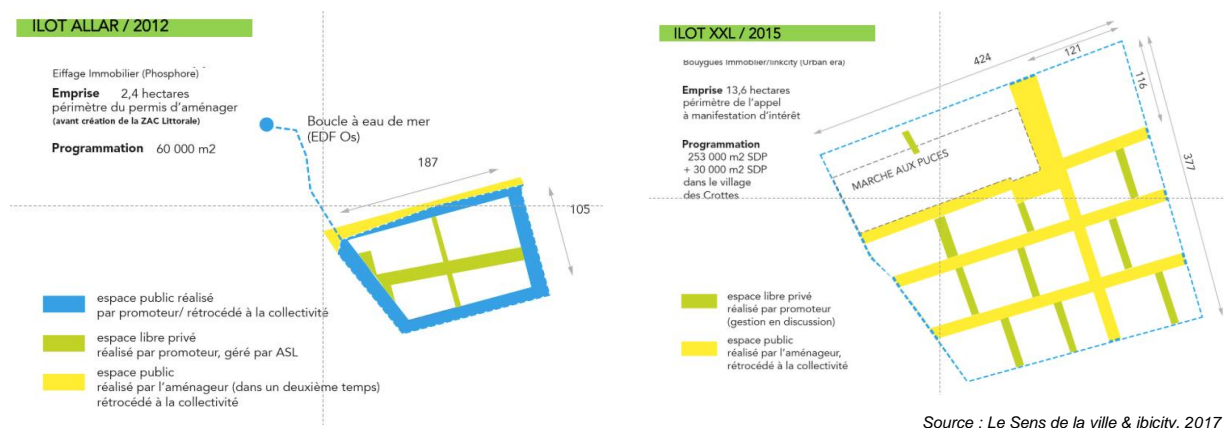 ILOT ALLAR / 2012
Eiffage Immobilier (Phosphore)
Emprise 2,4 hectares
périmètre du permis d'aménager
(avant création de la ZAC Littorale)
Programmation 60 000 m2
Boucle à eau de mer
(EDF Os)
187
105
espace public réalisé
par promoteur/ rétrocédé à la collectivité
espace libre privé
réalisé par promoteur, géré par ASL
espace public
réalisé par l'aménageur (dans un deuxième temps)
rétrocédé à la collectivité
ILOT XXL / 2015
Bouygues Immobilier/linkcity (Urban era)
Emprise 13,6 hectares
périmètre de l'appel
à manifestation d'intérêt
Programmation
253 000 m2 SDP
+ 30 000 m2 SDP
dans le village
des Crottes
424
121
116
377
MARCHE AUX PUCES
espace libre privé
réalisé par promoteur
(gestion en discussion)
espace public
réalisé par l'aménageur,
rétrocédé à la collectivité
Source : Le Sens de la ville & ibicity, 2017